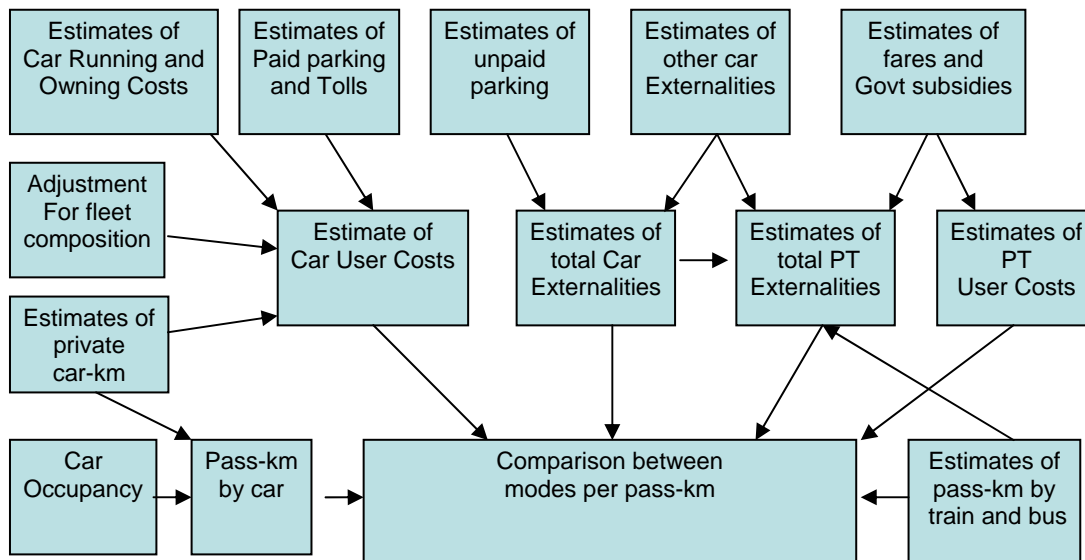 Estimates of
Car Running and
Owning Costs
Estimates of
Paid parking
and Tolls
Estimates of
unpaid
parking
Estimates of
other car
Externalities
Estimates of
fares and
Govt subsidies
Adjustment
For fleet
composition
Estimate of
Car User Costs
Estimates of
total Car
Externalities
Estimates of
total PT
Externalities
Estimates of
PT
User Costs
Estimates of
private
car-km
Car
Occupancy
Pass-km
by car
Comparison between
modes per pass-km
Estimates of
pass-km by
train and bus